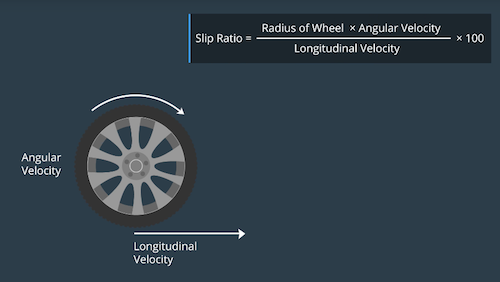 Slip Ratio = Radius of Wheel × Angular Velocity / Longitudinal Velocity × 100
Angular
Velocity
Longitudinal
Velocity